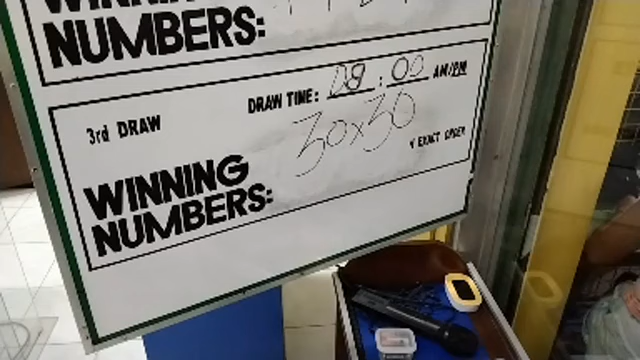 NUMBERS:
3rd DRAW
DRAW TIME: 08:00 AM/PM
30x30
WINNING NUMBERS: